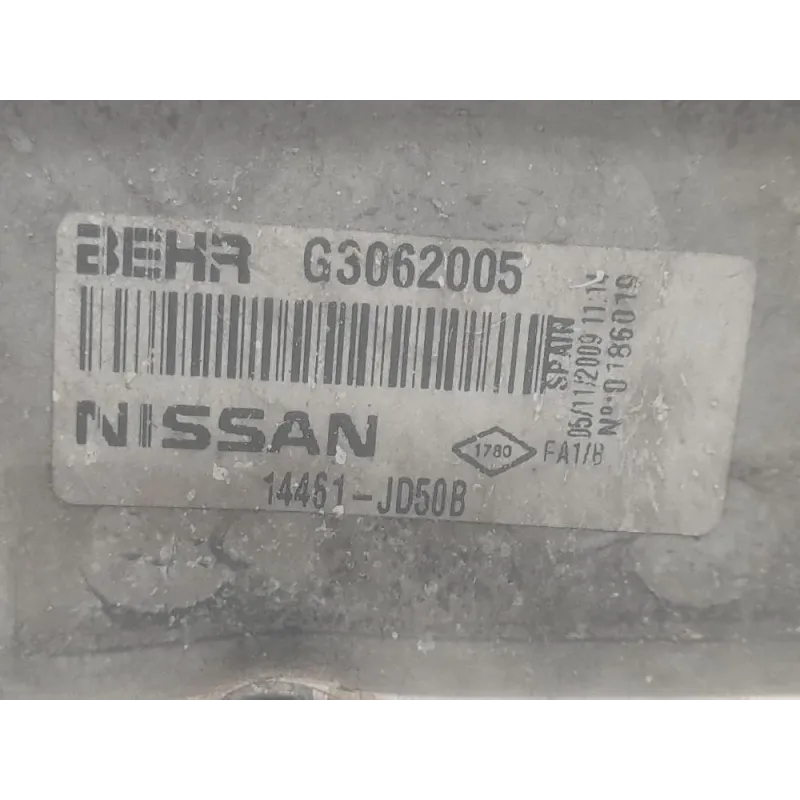 BEHR G3062005
NISSAN
1780 FA1/B
14461-JD50B
SPAIN
05/11/2009 11:14
Nº:0186019